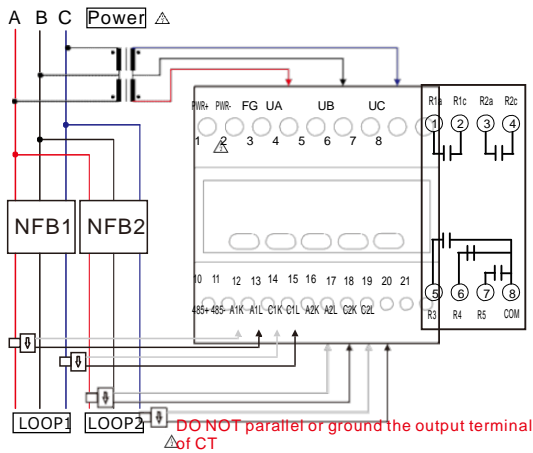 A B C Power
PWR+ PWR- FG UA UB UC
1 2 3 4 5 6 7 8
R1a R1c R2a R2c
1 2 3 4
NFB1 NFB2
10 11 12 13 14 15 16 17 18 19 20 21
485+ 485- A1K A1L C1K C1L A2K A2L C2K C2L
5 6 7 8
R3 R4 R5 COM
LOOP1 LOOP2
DO NOT parallel or ground the output terminal
of CT